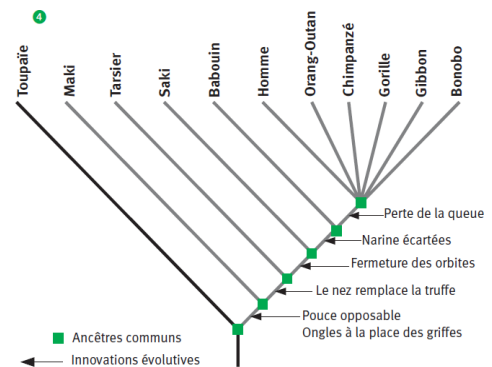 4
Toupaïe
Maki
Tarsier
Saki
Babouin
Homme
Orang-Outan
Chimpanzé
Gorille
Gibbon
Bonobo
Perte de la queue
Narine écartées
Fermeture des orbites
Le nez remplace la truffe
Pouce opposable
Ongles à la place des griffes
Ancêtres communs
Innovations évolutives